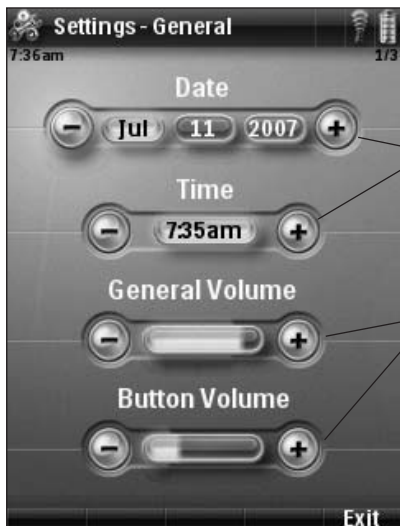 Settings - General
7:36am 1/3
Date
- Jul 11 2007 +
Time
- 7:35am +
General Volume
- +
Button Volume
- +
Exit